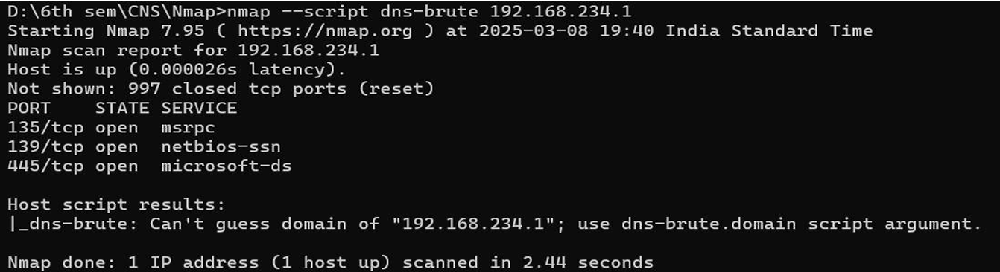 D:\6th sem\CNS\Nmap>nmap --script dns-brute 192.168.234.1
Starting Nmap 7.95 ( https://nmap.org ) at 2025-03-08 19:40 India Standard Time
Nmap scan report for 192.168.234.1
Host is up (0.000026s latency).
Not shown: 997 closed tcp ports (reset)
PORT    STATE SERVICE
135/tcp open  msrpc
139/tcp open  netbios-ssn
445/tcp open  microsoft-ds
Host script results:
|_dns-brute: Can't guess domain of "192.168.234.1"; use dns-brute.domain script argument.
Nmap done: 1 IP address (1 host up) scanned in 2.44 seconds